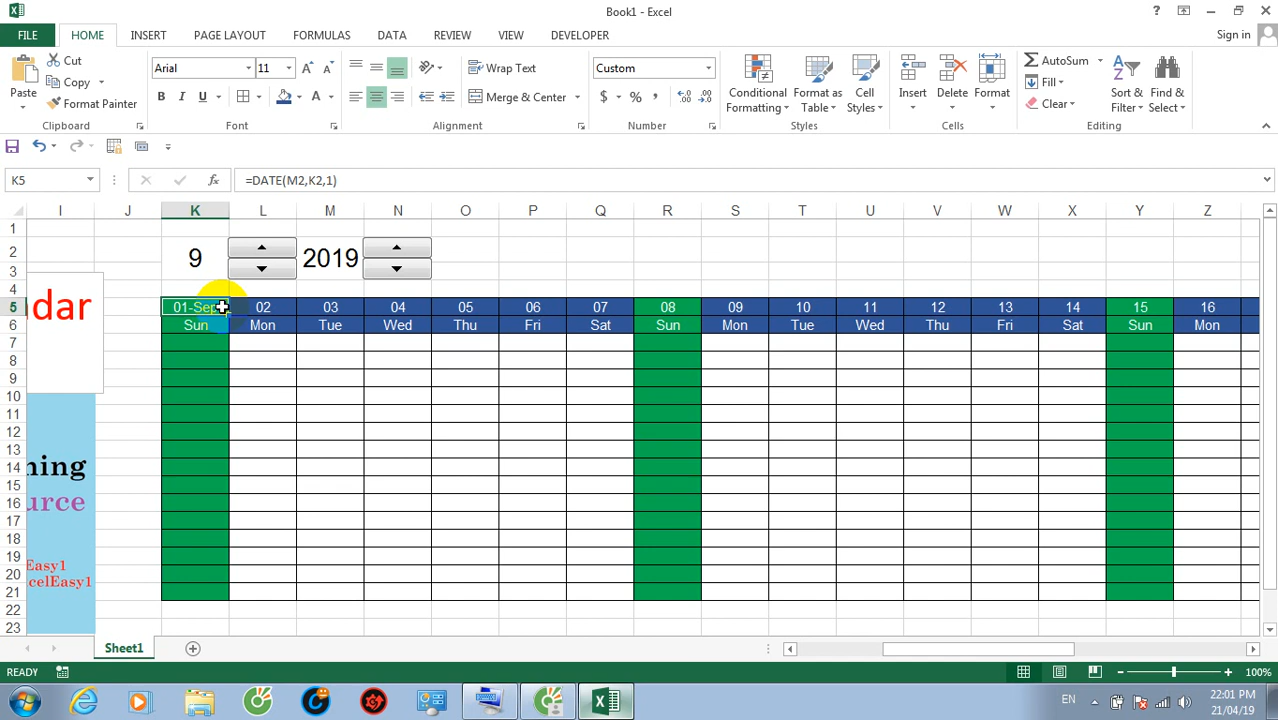 Book1 - Excel
FILE HOME INSERT PAGE LAYOUT FORMULAS DATA REVIEW VIEW DEVELOPER Sign in
Paste Cut Copy Format Painter Clipboard
Arial 11 B I U A Font
Wrap Text Merge & Center Alignment
Custom $ % , Number
Conditional Formatting Format as Table Cell Styles Styles
Insert Delete Format Cells
AutoSum Fill Clear Sort & Filter Find & Select Editing
K5 fx =DATE(M2,K2,1)
I J K L M N O P Q R S T U V W X Y Z
1
2 9 2019
3
4
5 dar 01-Sep 02 03 04 05 06 07 08 09 10 11 12 13 14 15 16
6 Sun Mon Tue Wed Thu Fri Sat Sun Mon Tue Wed Thu Fri Sat Sun Mon
7
8
9
10
11
12
13
14 ning
15
16 urce
17
18
19 Easy1
20 celEasy1
21
22
23
Sheet1
READY 100%
EN 22:01 PM
21/04/19